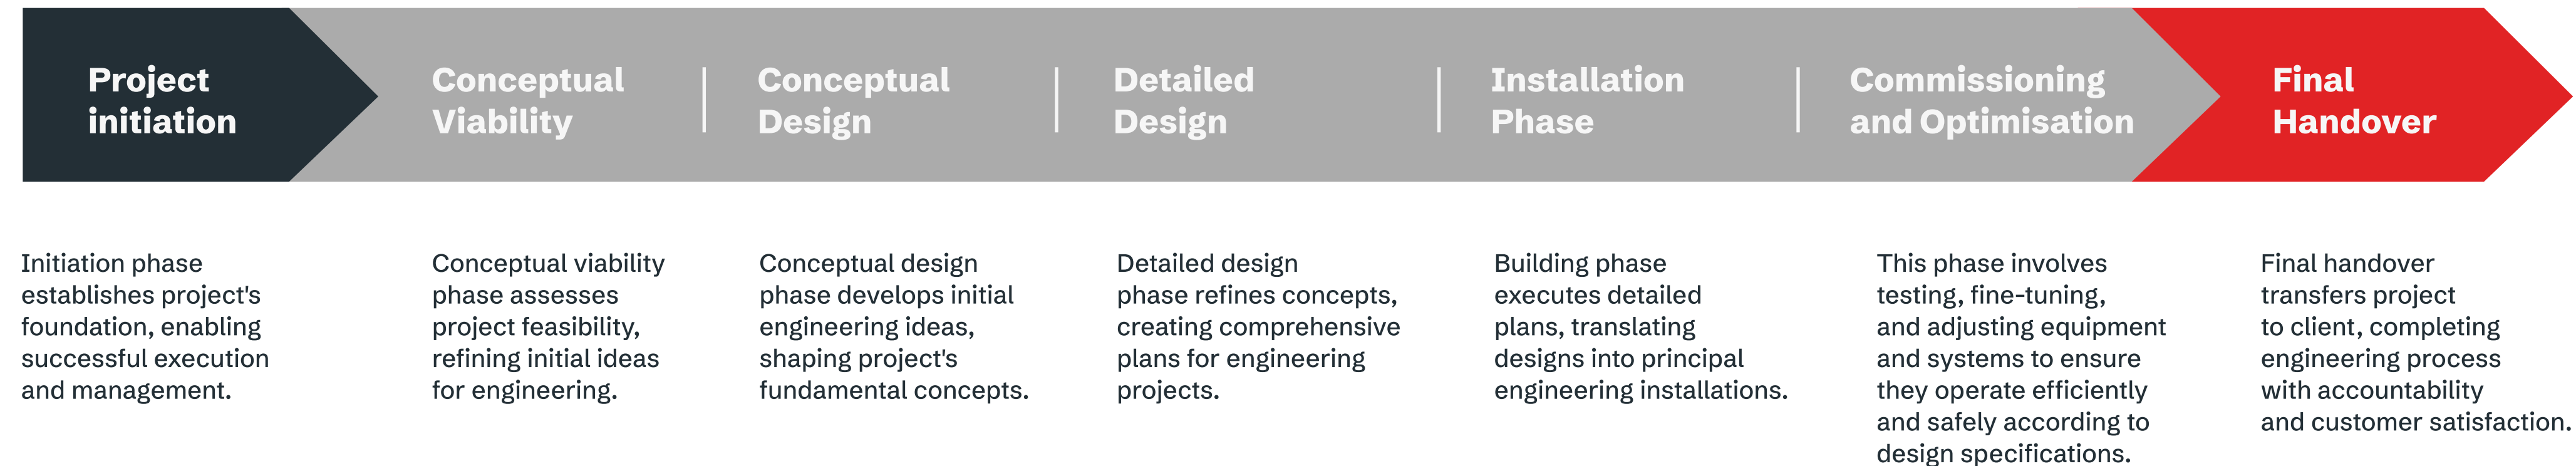 Project
initiation
Conceptual
Viability
Conceptual
Design
Detailed
Design
Installation
Phase
Commissioning
and Optimisation
Final
Handover
Initiation phase
establishes project's
foundation, enabling
successful execution
and management.
Conceptual viability
phase assesses
project feasibility,
refining initial ideas
for engineering.
Conceptual design
phase develops initial
engineering ideas,
shaping project's
fundamental concepts.
Detailed design
phase refines concepts,
creating comprehensive
plans for engineering
projects.
Building phase
executes detailed
plans, translating
designs into principal
engineering installations.
This phase involves
testing, fine-tuning,
and adjusting equipment
and systems to ensure
they operate efficiently
and safely according to
design specifications.
Final handover
transfers project
to client, completing
engineering process
with accountability
and customer satisfaction.